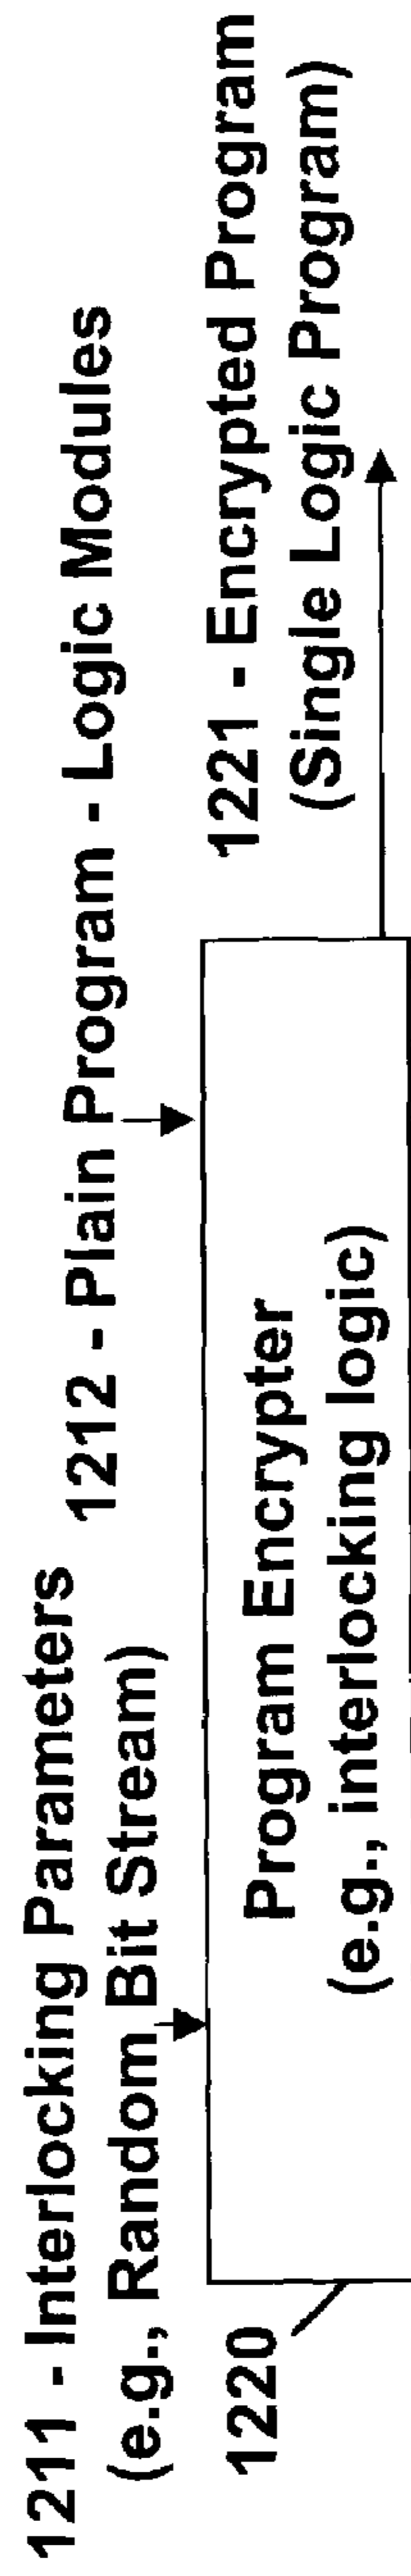 1211 - Interlocking Parameters
(e.g., Random Bit Stream)
1212 - Plain Program - Logic Modules
1220
Program Encrypter
(e.g., interlocking logic)
1221 - Encrypted Program
(Single Logic Program)